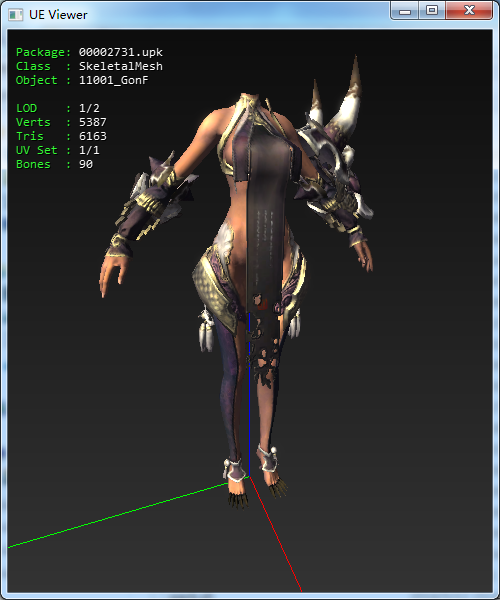 UE Viewer
Package: 00002731.upk
Class : SkeletalMesh
Object : 11001_GonF
LOD : 1/2
Verts : 5387
Tris : 6163
UV Set : 1/1
Bones : 90